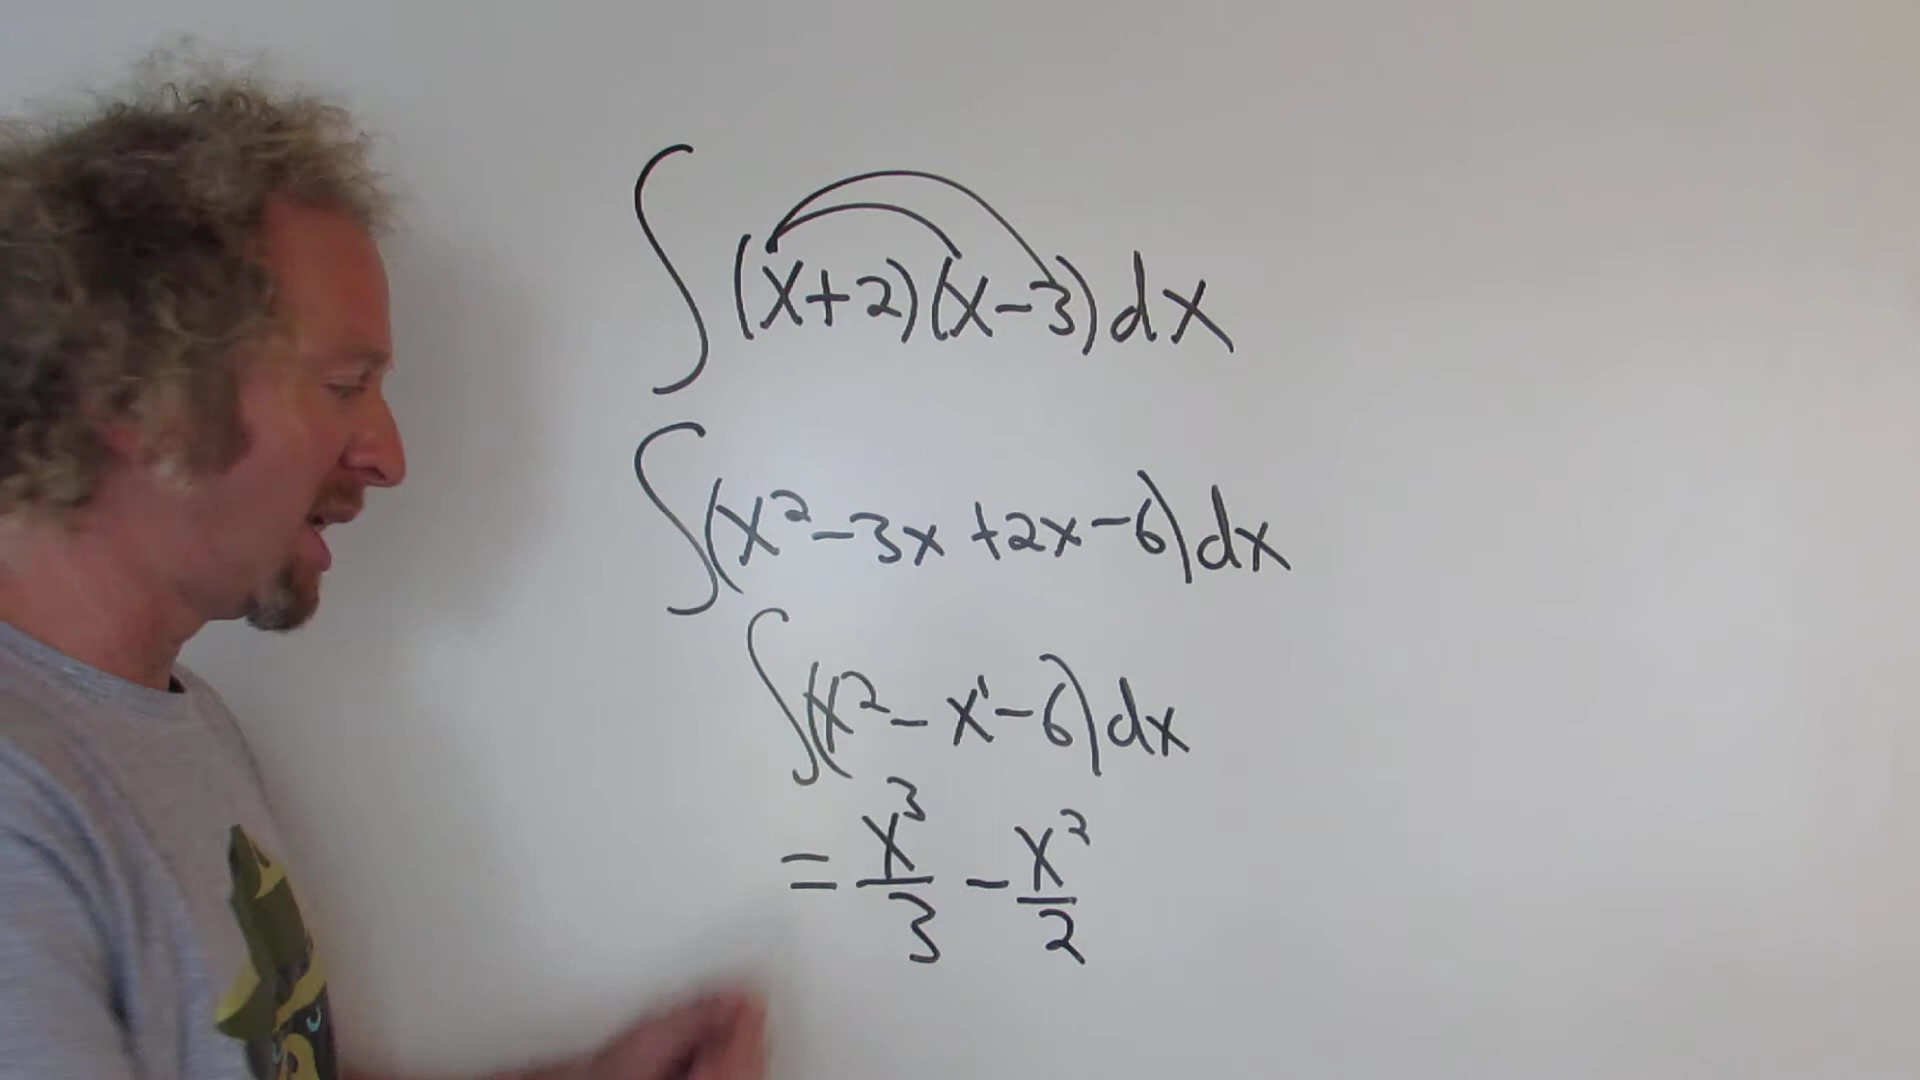 ∫ (x+2)(x-3) dx
∫(x²-3x+2x-6)dx
∫(x²-x¹-6)dx
= x³/3 - x²/2